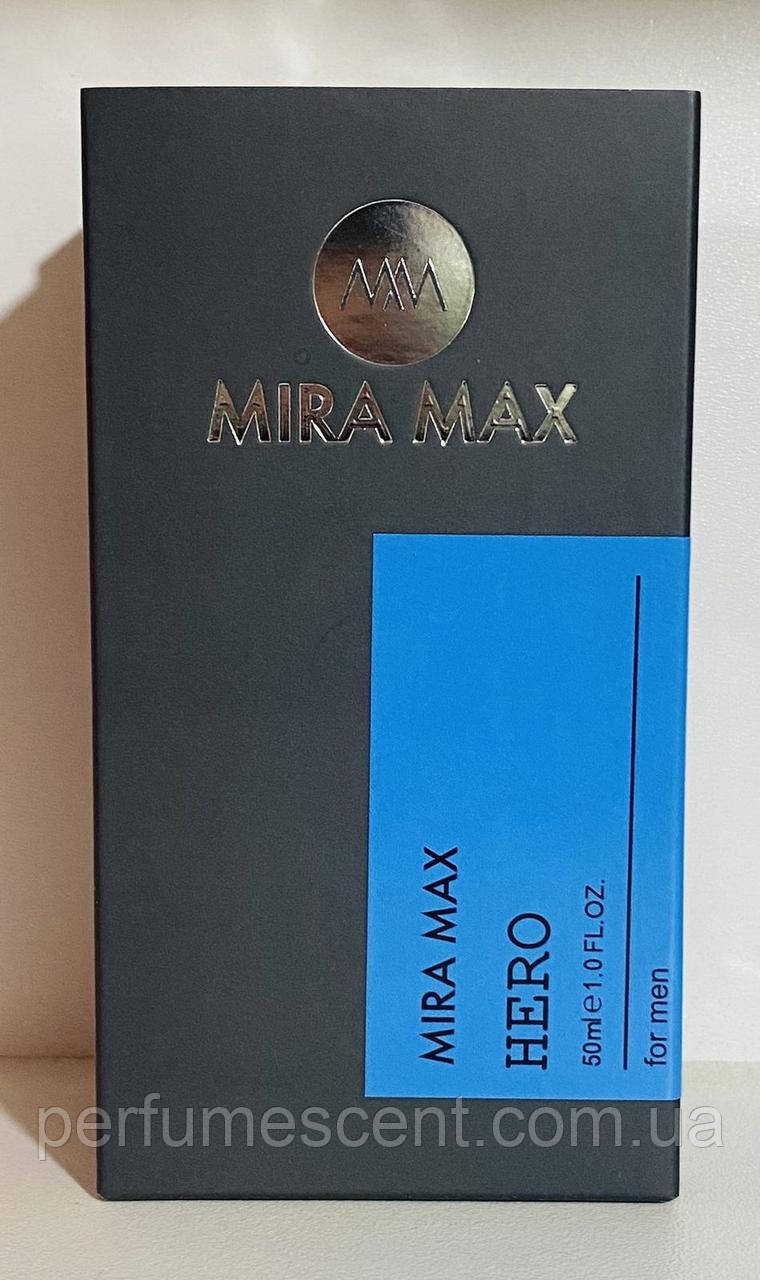 MM
MIRA MAX
MIRA MAX
HERO
50ml e 1.0 FL.OZ.
for men
perfumescent.com.ua